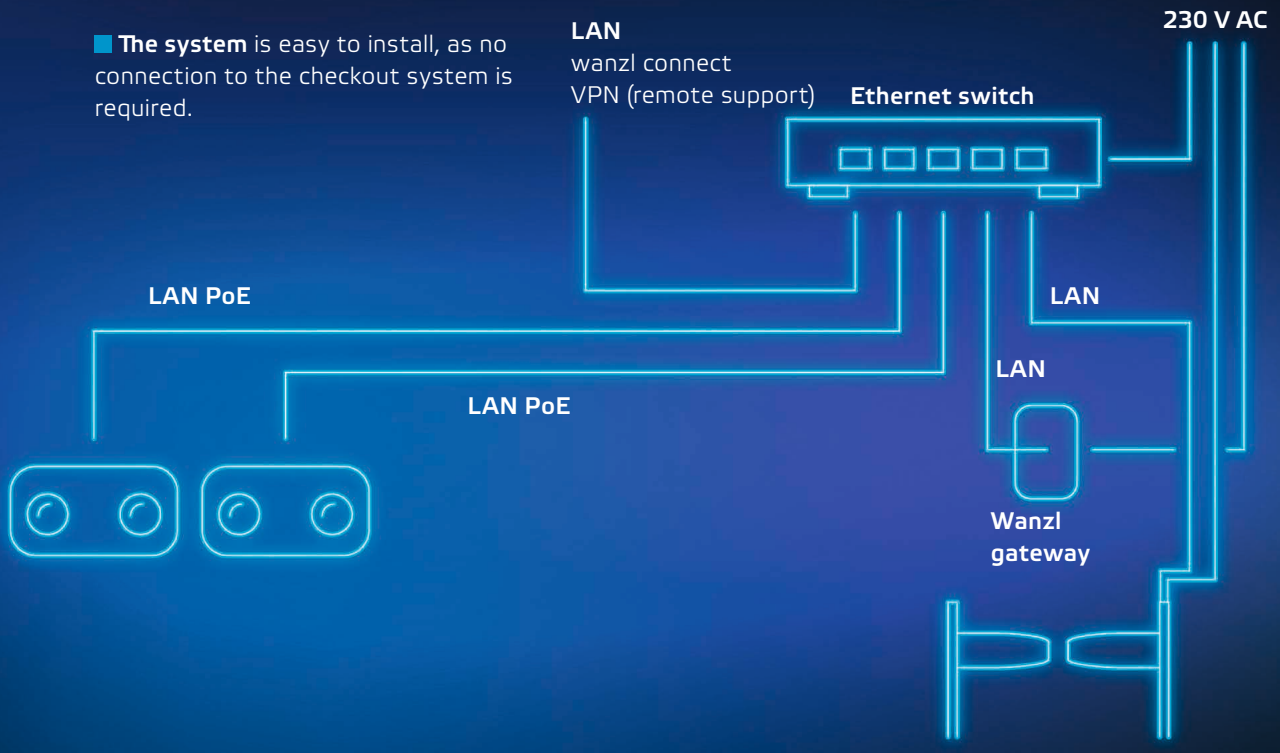 The system is easy to install, as no
connection to the checkout system is
required.
LAN
wanzl connect
VPN (remote support)
Ethernet switch
230 V AC
LAN PoE
LAN
LAN
LAN PoE
Wanzl
gateway